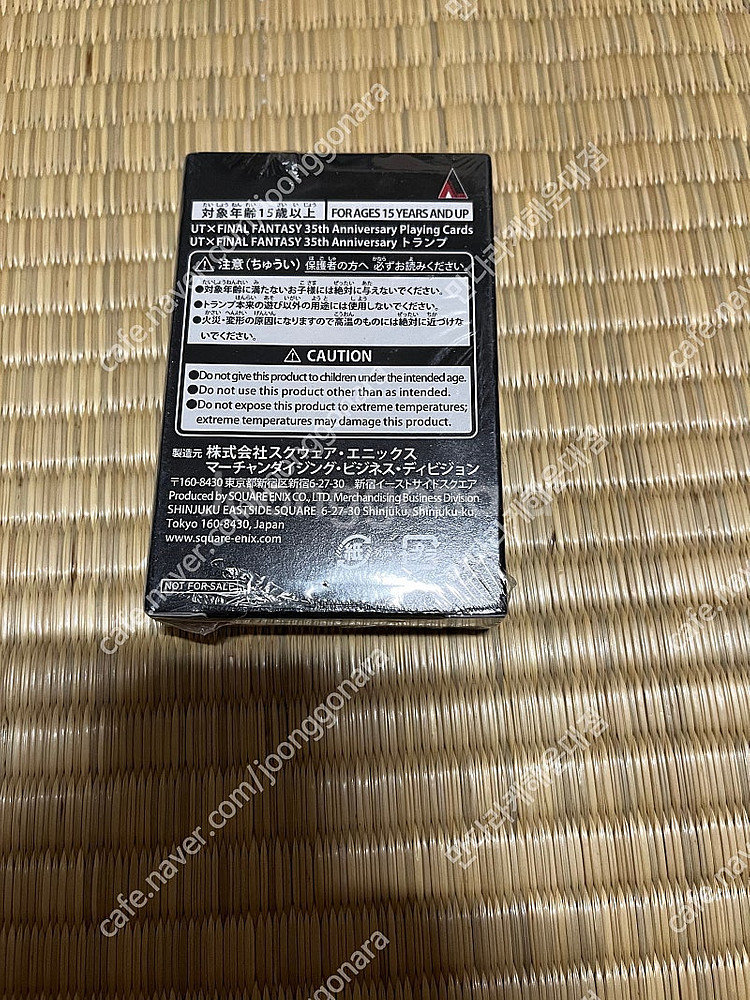 対象年齢15歳以上 FOR AGES 15 YEARS AND UP
UT×FINAL FANTASY 35th Anniversary Playing Cards
UT×FINAL FANTASY 35th Anniversary トランプ
注意（ちゅうい）保護者の方へ 必ずお読みください。
●対象年齢に満たないお子様には絶対に与えないでください。
●トランプ本来の遊び以外の用途には使用しないでください。
●火災・変形の原因になりますので高温のものには絶対に近づけな
いでください。
CAUTION
●Do not give this product to children under the intended age.
●Do not use this product other than as intended.
●Do not expose this product to extreme temperatures;
extreme temperatures may damage this product.
製造元 株式会社スクウェア・エニックス
マーチャンダイジング・ビジネス・ディビジョン
〒160-8430 東京都新宿区新宿6-27-30 新宿イーストサイドスクエア
Produced by SQUARE ENIX CO., LTD. Merchandising Business Division
SHINJUKU EASTSIDE SQUARE 6-27-30 Shinjuku, Shinjuku-ku,
Tokyo 160-8430, Japan
www.square-enix.com
紙
NOT FOR SALE
cafe.naver.com/joonggonara